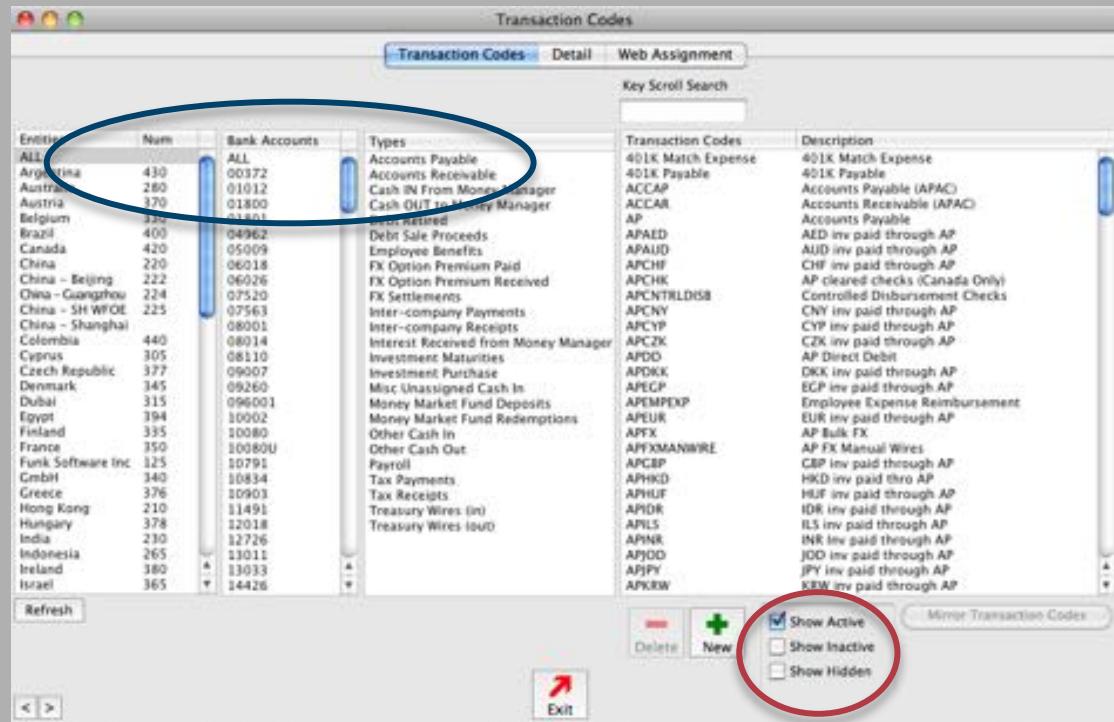 Transaction Codes
Transaction Codes Detail Web Assignment
Key Scroll Search
Entities Num Bank Accounts Types Transaction Codes Description
ALL ALL Accounts Payable 401K Match Expense 401K Match Expense
Argentina 430 00372 Accounts Receivable 401K Payable 401K Payable
Australia 280 01012 Cash IN From Money Manager ACCAP Accounts Payable (APAC)
Austria 370 01800 Cash OUT to Money Manager ACCAR Accounts Receivable (APAC)
Belgium 330 01801 Debt Retired AP Accounts Payable
Brazil 400 04962 Debt Sale Proceeds APAED AED inv paid through AP
Canada 420 05009 Employee Benefits APAUD AUD inv paid through AP
China 220 06018 FX Option Premium Paid APCHF CHF inv paid through AP
China - Beijing 222 06026 FX Option Premium Received APCHK AP cleared checks (Canada Only)
China - Guangzhou 224 07520 FX Settlements APCNTRLDISB Controlled Disbursement Checks
China - SH WFOE 225 07563 Inter-company Payments APCNY CNY inv paid through AP
China - Shanghai 08001 Inter-company Receipts APCYP CYP inv paid through AP
Colombia 440 08014 Interest Received from Money Manager APCZK CZK inv paid through AP
Cyprus 305 08110 Investment Maturities APDD AP Direct Debit
Czech Republic 377 09007 Investment Purchase APDKK DKK inv paid through AP
Denmark 345 09260 Misc Unassigned Cash In APEGP EGP inv paid through AP
Dubai 315 096001 Money Market Fund Deposits APEMPEXP Employee Expense Reimbursement
Egypt 394 10002 Money Market Fund Redemptions APEUR EUR inv paid through AP
Finland 335 10080 Other Cash In APFX AP Bulk FX
France 350 10080U Other Cash Out APFXMANWIRE AP FX Manual Wires
Funk Software Inc 125 10791 Payroll APGBP GBP inv paid through AP
GmbH 340 10834 Tax Payments APHKD HKD inv paid thro AP
Greece 376 10903 Tax Receipts APHUF HUF inv paid through AP
Hong Kong 210 11491 Treasury Wires (in) APIDR IDR inv paid through AP
Hungary 378 12018 Treasury Wires (out) APILS ILS inv paid through AP
India 230 12726 APINR INR Inv paid through AP
Indonesia 265 13011 APJOD JOD inv paid through AP
Ireland 380 13033 APJPY JPY inv paid through AP
Israel 365 14426 APKRW KRW inv paid through AP
Refresh
Delete New
Show Active
Show Inactive
Show Hidden
Mirror Transaction Codes
< >
Exit